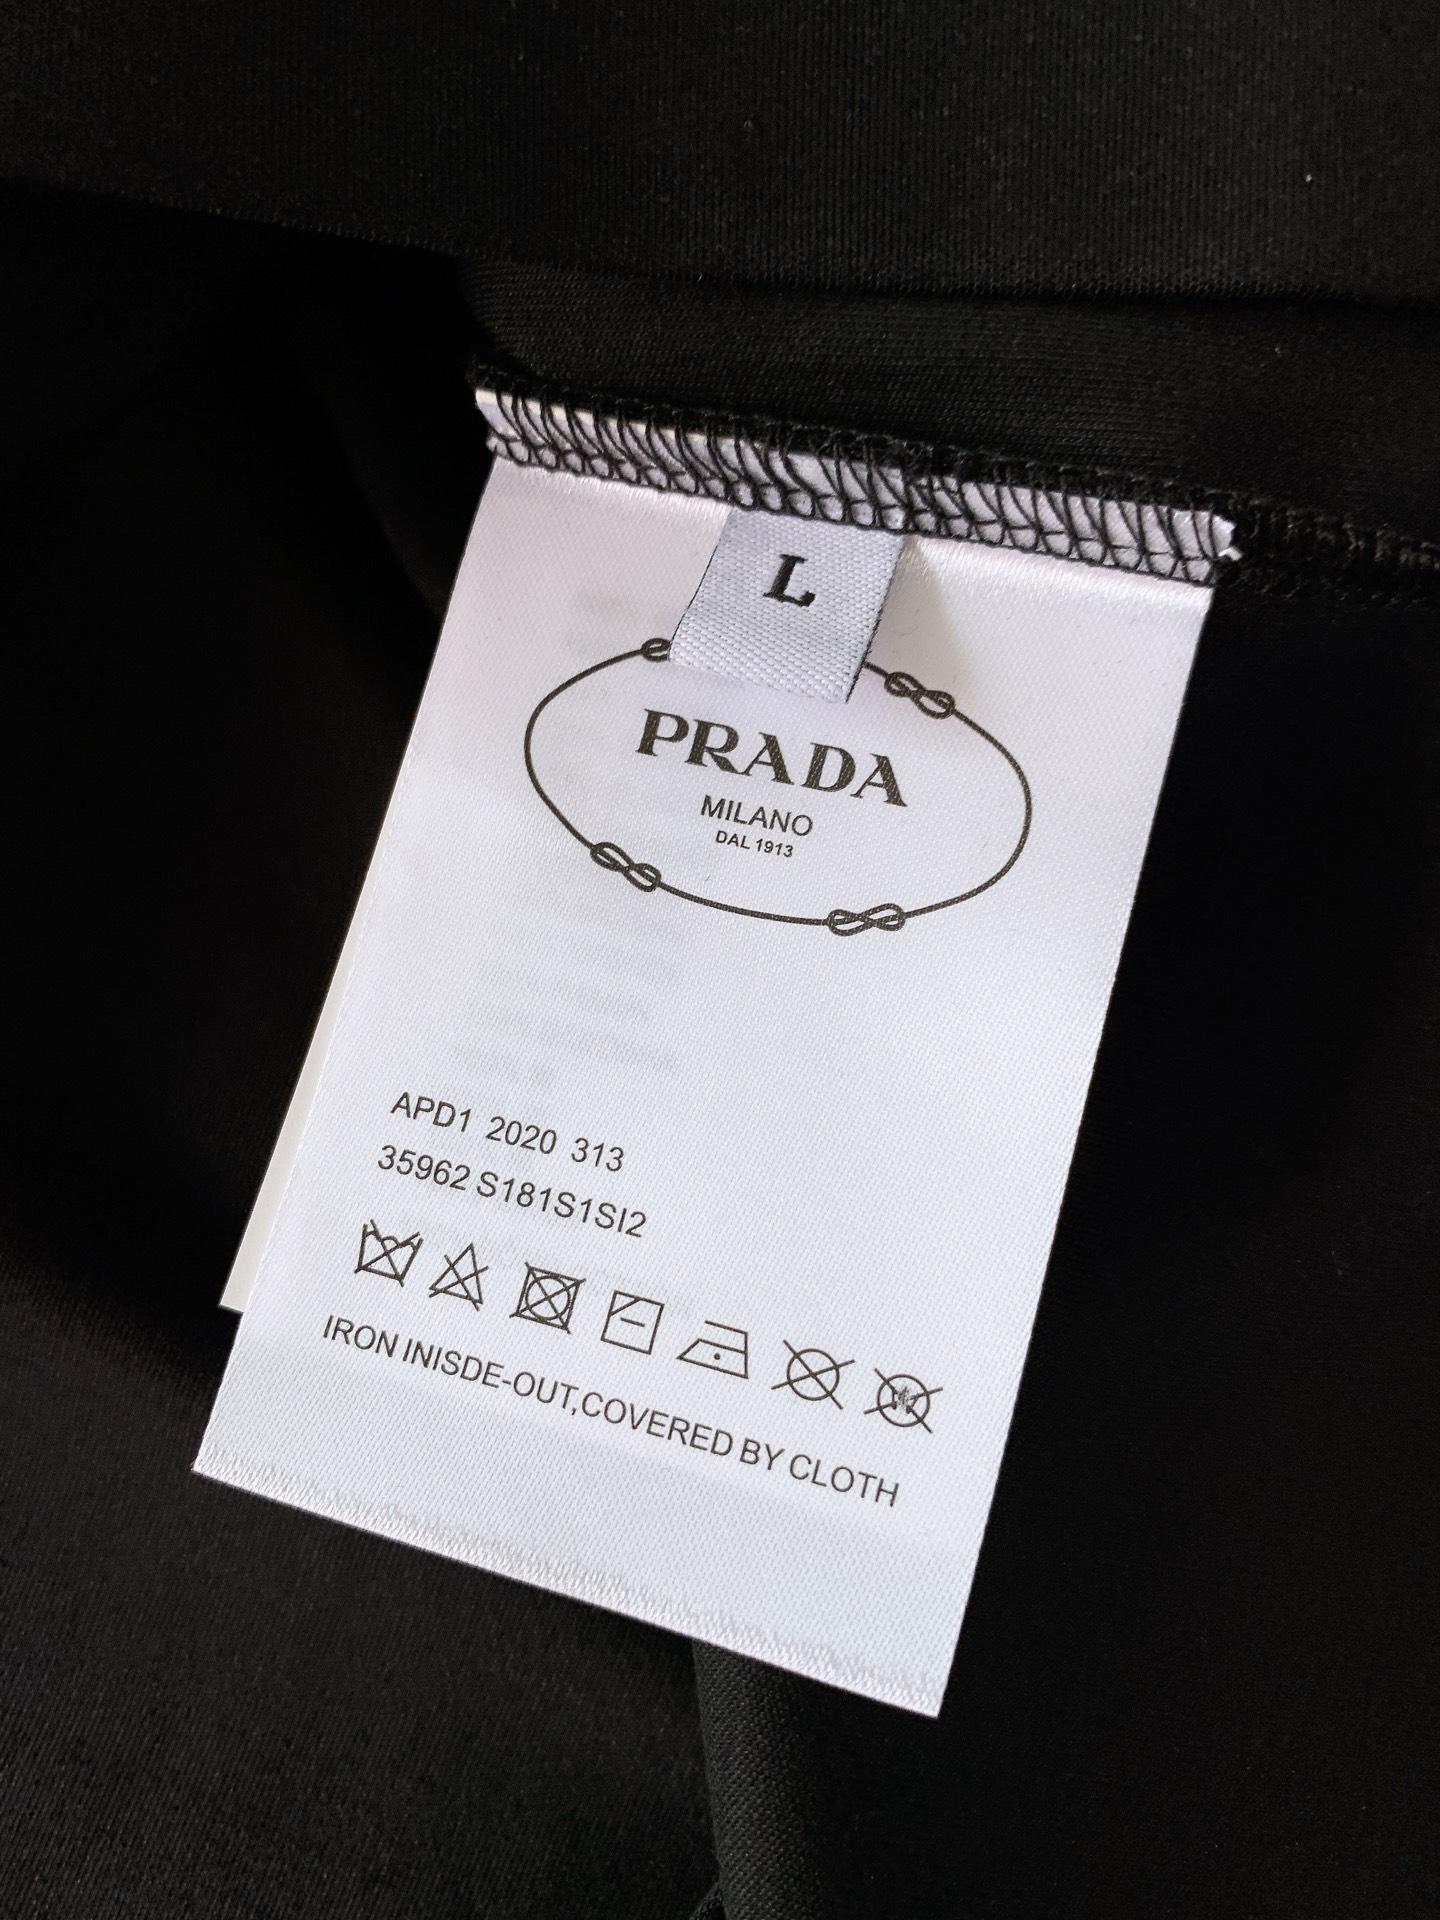 L
PRADA
MILANO
DAL 1913
APD1 2020 313
35962 S181S1SI2
IRON INISDE-OUT,COVERED BY CLOTH